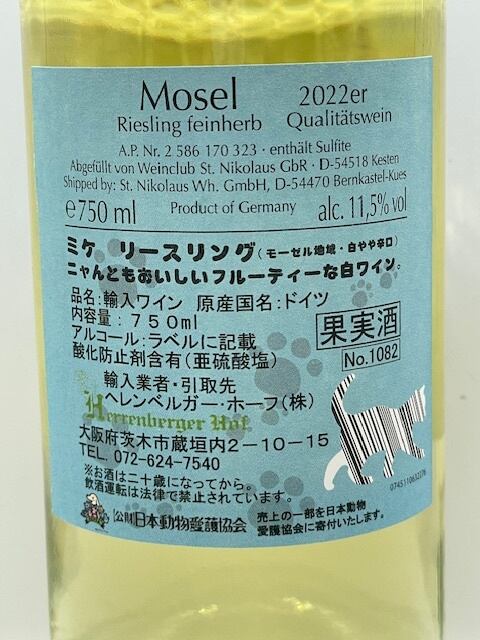 Mosel 2022er
Riesling feinherb Qualitätswein
A.P. Nr. 2 586 170 323 · enthält Sulfite
Abgefüllt von Weinclub St. Nikolaus GbR · D-54518 Kesten
Shipped by: St. Nikolaus Wh. GmbH, D-54470 Bernkastel-Kues
℮750 ml Product of Germany alc. 11,5% vol
ミケ リースリング(モーゼル地域・白やや辛口)
ニャんともおいしいフルーティーな白ワイン。
品名:輸入ワイン 原産国名:ドイツ
内容量:750ml
アルコール:ラベルに記載
酸化防止剤含有(亜硫酸塩)
果実酒
No.1082
輸入業者・引取先
ヘレンベルガー・ホーフ(株)
Herrenberger Hof
大阪府茨木市蔵垣内2-10-15
TEL. 072-624-7540
※お酒は二十歳になってから。
飲酒運転は法律で禁止されています。
(公財)日本動物愛護協会
売上の一部を日本動物
愛護協会に寄付いたします。